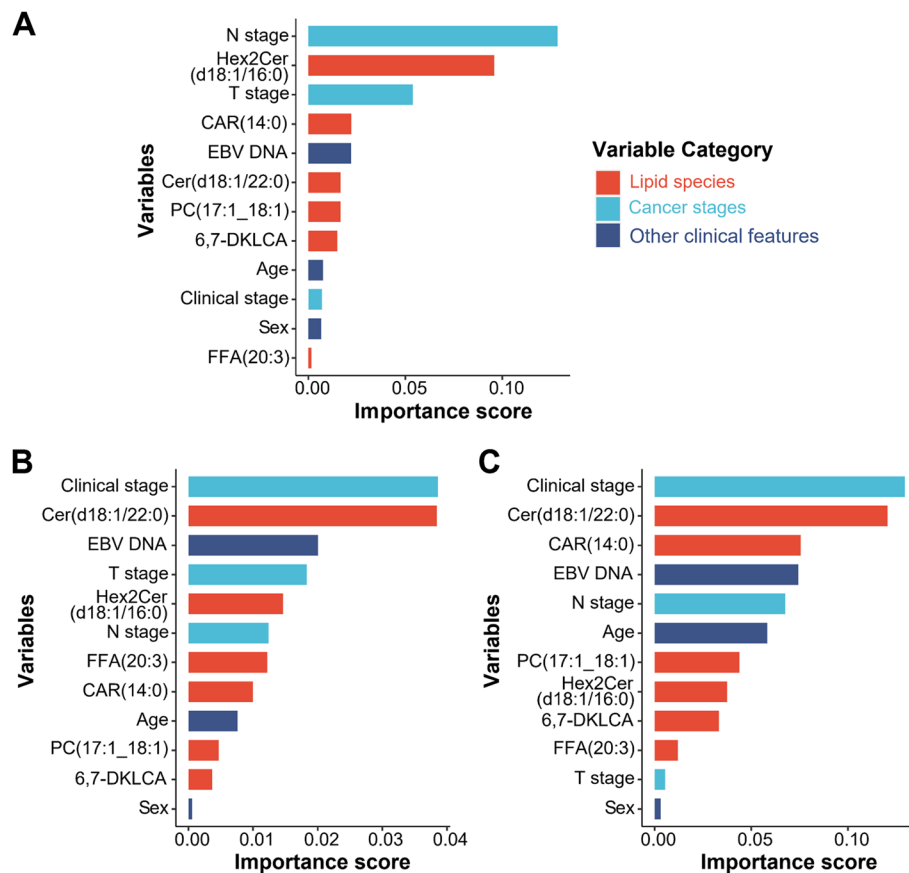 A
N stage
Hex2Cer
(d18:1/16:0)
T stage
CAR(14:0)
EBV DNA
Cer(d18:1/22:0)
PC(17:1_18:1)
6,7-DKLCA
Age
Clinical stage
Sex
FFA(20:3)
Variables
0.00 0.05 0.10
Importance score
Variable Category
Lipid species
Cancer stages
Other clinical features
B
Clinical stage
Cer(d18:1/22:0)
EBV DNA
T stage
Hex2Cer
(d18:1/16:0)
N stage
FFA(20:3)
CAR(14:0)
Age
PC(17:1_18:1)
6,7-DKLCA
Sex
Variables
0.00 0.01 0.02 0.03 0.04
Importance score
C
Clinical stage
Cer(d18:1/22:0)
CAR(14:0)
EBV DNA
N stage
Age
PC(17:1_18:1)
Hex2Cer
(d18:1/16:0)
6,7-DKLCA
FFA(20:3)
T stage
Sex
Variables
0.00 0.05 0.10
Importance score